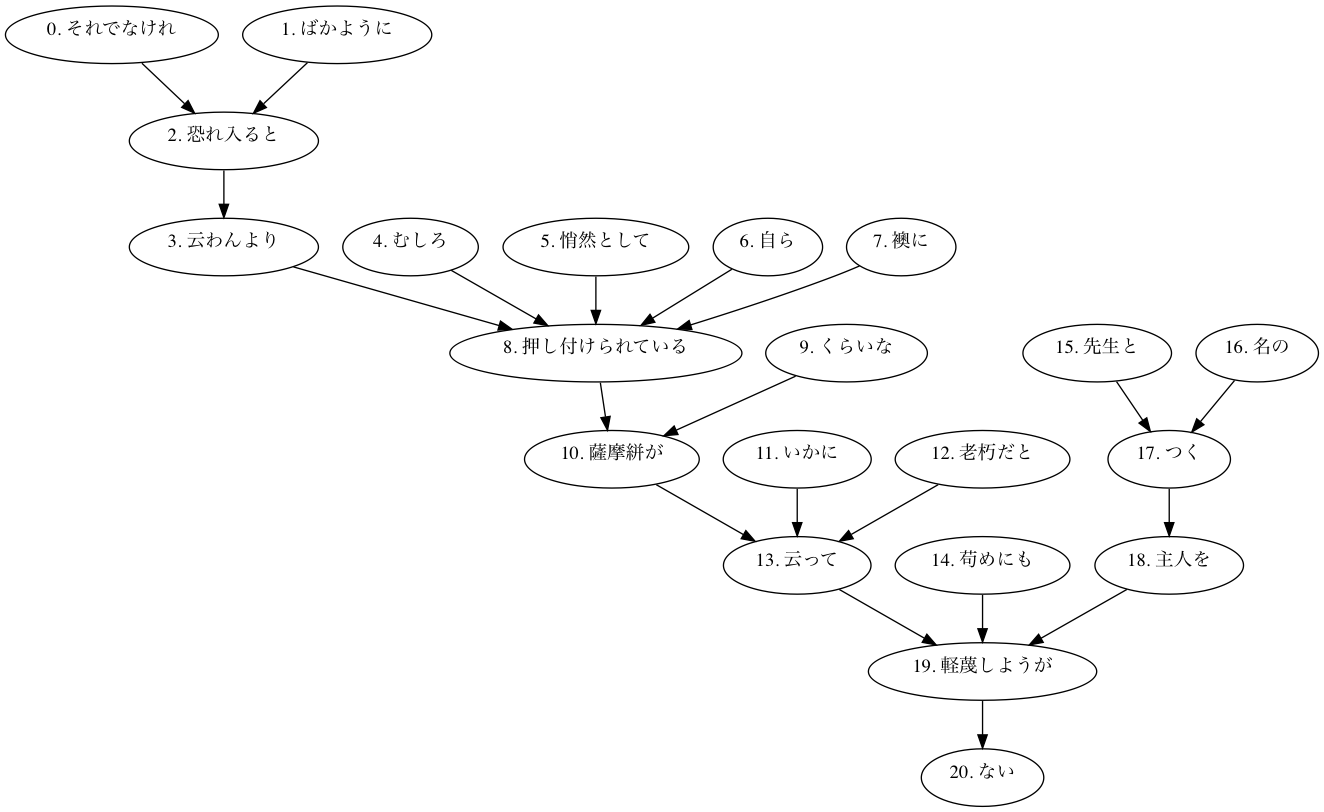 0. それでなけれ
1. ばかように
2. 恐れ入ると
3. 云わんより
4. むしろ
5. 悄然として
6. 自ら
7. 襖に
8. 押し付けられている
9. くらいな
10. 薩摩絣が
11. いかに
12. 老朽だと
13. 云って
14. 苟めにも
15. 先生と
16. 名の
17. つく
18. 主人を
19. 軽蔑しようが
20. ない